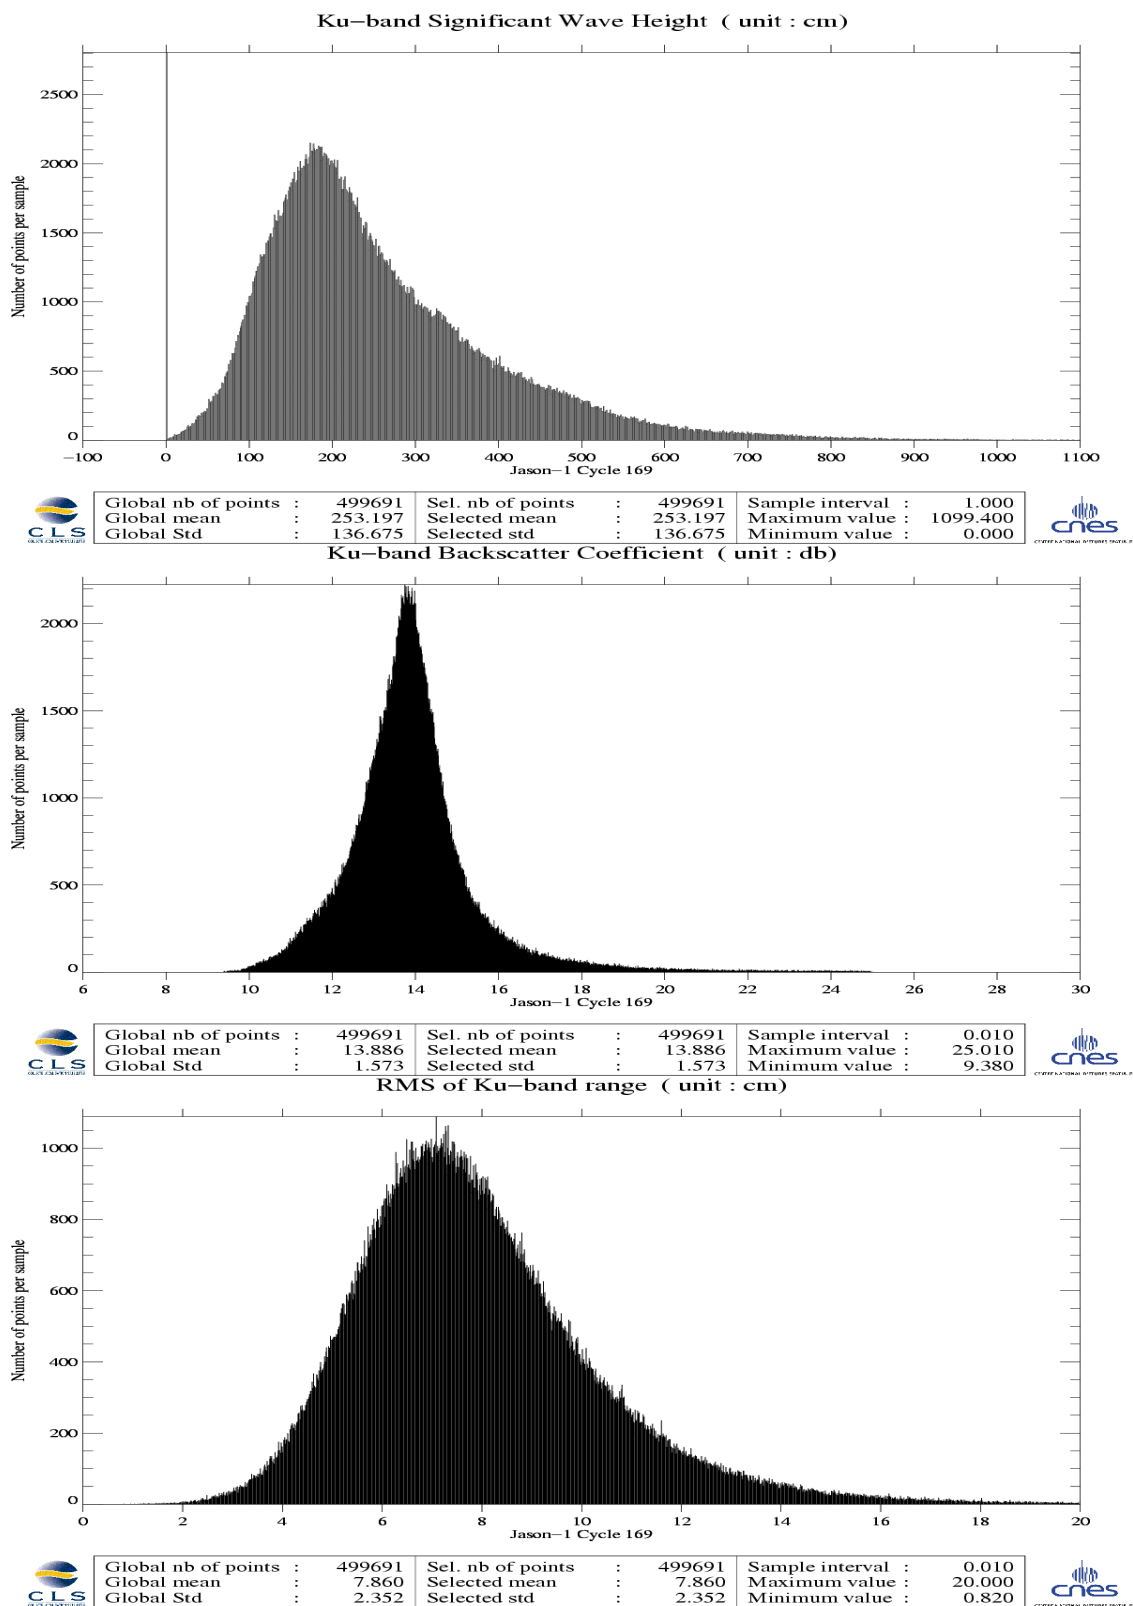 Ku-band Significant Wave Height ( unit : cm)
Number of points per sample
2500
2000
1500
1000
500
0
-100 0 100 200 300 400 500 600 700 800 900 1000 1100
Jason-1 Cycle 169
CLS
Global nb of points : 499691 Sel. nb of points : 499691 Sample interval : 1.000
Global mean : 253.197 Selected mean : 253.197 Maximum value : 1099.400
Global Std : 136.675 Selected std : 136.675 Minimum value : 0.000
cnes
Ku-band Backscatter Coefficient ( unit : db)
Number of points per sample
2000
1500
1000
500
0
6 8 10 12 14 16 18 20 22 24 26 28 30
Jason-1 Cycle 169
CLS
Global nb of points : 499691 Sel. nb of points : 499691 Sample interval : 0.010
Global mean : 13.886 Selected mean : 13.886 Maximum value : 25.010
Global Std : 1.573 Selected std : 1.573 Minimum value : 9.380
cnes
RMS of Ku-band range ( unit : cm)
Number of points per sample
1000
800
600
400
200
0
0 2 4 6 8 10 12 14 16 18 20
Jason-1 Cycle 169
CLS
Global nb of points : 499691 Sel. nb of points : 499691 Sample interval : 0.010
Global mean : 7.860 Selected mean : 7.860 Maximum value : 20.000
Global Std : 2.352 Selected std : 2.352 Minimum value : 0.820
cnes